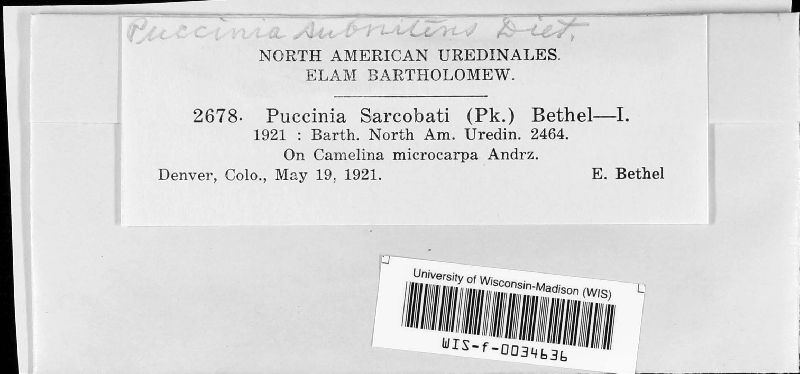 Puccinia subnitens Diet.
NORTH AMERICAN UREDINALES.
ELAM BARTHOLOMEW.
2678. Puccinia Sarcobati (Pk.) Bethel—I.
1921 : Barth. North Am. Uredin. 2464.
On Camelina microcarpa Andrz.
Denver, Colo., May 19, 1921. E. Bethel
University of Wisconsin-Madison (WIS)
WIS-f-0034636